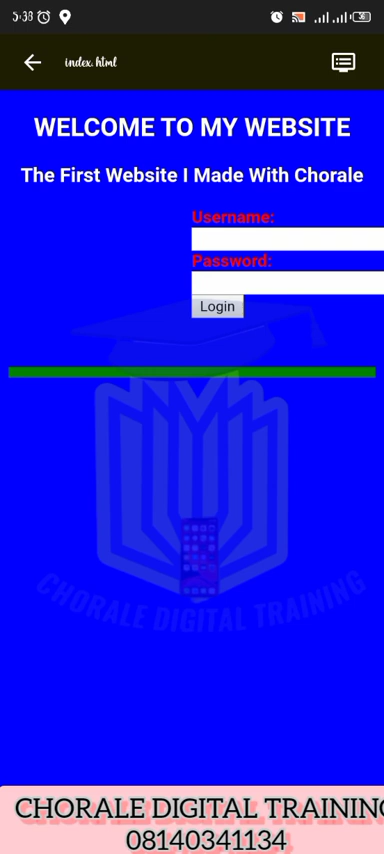 5:38
36
index.html
WELCOME TO MY WEBSITE
The First Website I Made With Chorale
Username:
Password:
Login
CHORALE DIGITAL TRAINING
CHORALE DIGITAL TRAINING
08140341134